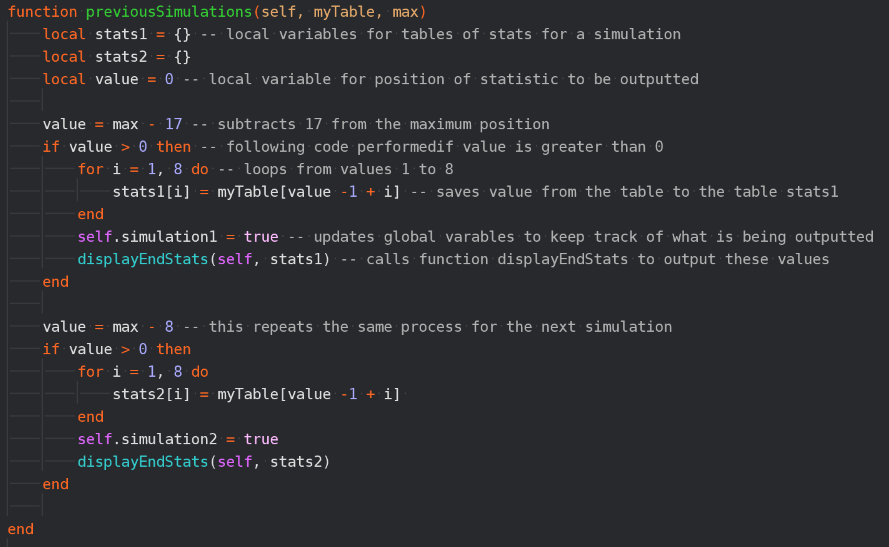 function previousSimulations(self, myTable, max)
    local stats1 = {} -- local variables for tables of stats for a simulation
    local stats2 = {}
    local value = 0 -- local variable for position of statistic to be outputted

    value = max - 17 -- subtracts 17 from the maximum position
    if value > 0 then -- following code performedif value is greater than 0
        for i = 1, 8 do -- loops from values 1 to 8
            stats1[i] = myTable[value -1 + i] -- saves value from the table to the table stats1
        end
        self.simulation1 = true -- updates global varables to keep track of what is being outputted
        displayEndStats(self, stats1) -- calls function displayEndStats to output these values
    end

    value = max - 8 -- this repeats the same process for the next simulation
    if value > 0 then
        for i = 1, 8 do
            stats2[i] = myTable[value -1 + i]
        end
        self.simulation2 = true
        displayEndStats(self, stats2)
    end

end